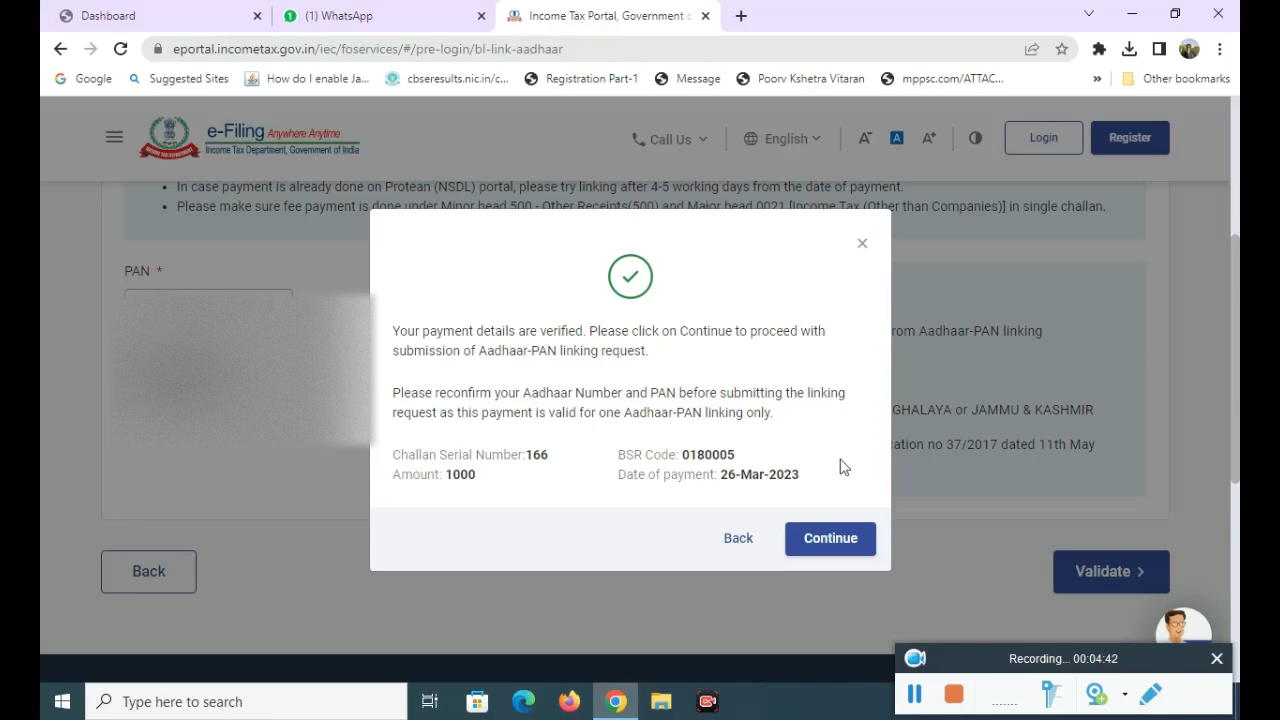 Dashboard
(1) WhatsApp
Income Tax Portal, Government
eportal.incometax.gov.in/iec/foservices/#/pre-login/bl-link-aadhaar
Google
Suggested Sites
How do I enable Ja...
cbseresults.nic.in/c...
Registration Part-1
Message
Poorv Kshetra Vitaran
mppsc.com/ATTAC...
»
Other bookmarks
e-Filing Anywhere Anytime
Income Tax Department, Government of India
Call Us
English
A-
A
A+
Login
Register
• In case payment is already done on Protean (NSDL) portal, please try linking after 4-5 working days from the date of payment.
• Please make sure fee payment is done under Minor head 500 - Other Receipts(500) and Major head 0021 [Income Tax (Other than Companies)] in single challan.
PAN *
Your payment details are verified. Please click on Continue to proceed with
submission of Aadhaar-PAN linking request.
Please reconfirm your Aadhaar Number and PAN before submitting the linking
request as this payment is valid for one Aadhaar-PAN linking only.
Challan Serial Number:166
BSR Code: 0180005
Amount: 1000
Date of payment: 26-Mar-2023
Back
Continue
from Aadhaar-PAN linking
GHALAYA or JAMMU & KASHMIR
cation no 37/2017 dated 11th May
Back
Validate >
Recording... 00:04:42
Type here to search